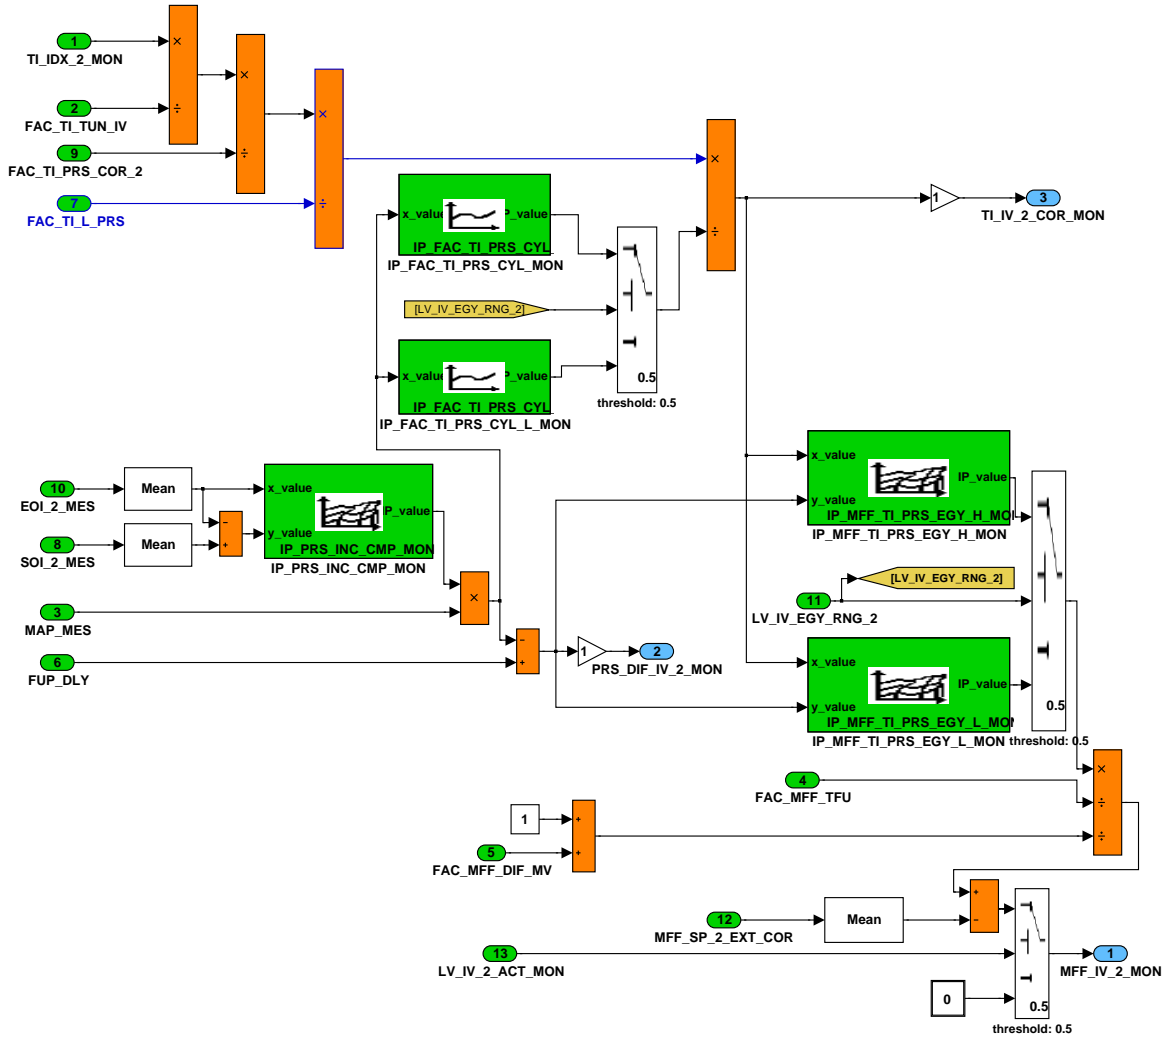 1
TI_IDX_2_MON
×
÷
2
FAC_TI_TUN_IV
×
÷
9
FAC_TI_PRS_COR_2
×
÷
7
FAC_TI_L_PRS
×
÷
1
3
TI_IV_2_COR_MON
x_value
P_value
IP_FAC_TI_PRS_CYL_
IP_FAC_TI_PRS_CYL_MON
[LV_IV_EGY_RNG_2]
x_value
P_value
IP_FAC_TI_PRS_CYL_
IP_FAC_TI_PRS_CYL_L_MON
0.5
threshold: 0.5
10
EOI_2_MES
Mean
8
SOI_2_MES
Mean
-
+
x_value
y_value
P_value
IP_PRS_INC_CMP_MON
IP_PRS_INC_CMP_MON
3
MAP_MES
×
6
FUP_DLY
-
+
1
2
PRS_DIF_IV_2_MON
x_value
y_value
IP_value
IP_MFF_TI_PRS_EGY_H_MON
IP_MFF_TI_PRS_EGY_H_MON
[LV_IV_EGY_RNG_2]
11
LV_IV_EGY_RNG_2
x_value
y_value
IP_value
IP_MFF_TI_PRS_EGY_L_MON
IP_MFF_TI_PRS_EGY_L_MON
0.5
threshold: 0.5
4
FAC_MFF_TFU
×
÷
÷
1
5
FAC_MFF_DIF_MV
+
+
12
MFF_SP_2_EXT_COR
Mean
+
-
13
LV_IV_2_ACT_MON
0
0.5
threshold: 0.5
1
MFF_IV_2_MON